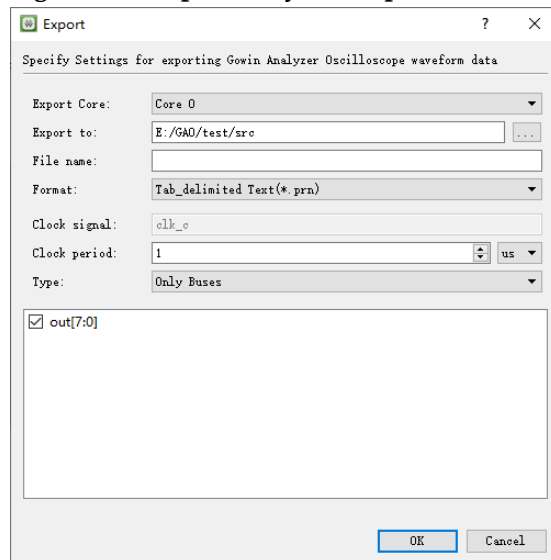 Export ? ×
Specify Settings for exporting Gowin Analyzer Oscilloscope waveform data
Export Core: Core 0
Export to: E:/GAO/test/src ...
File name:
Format: Tab_delimited Text(*.prn)
Clock signal: clk_c
Clock period: 1 us
Type: Only Buses
out[7:0]
OK Cancel